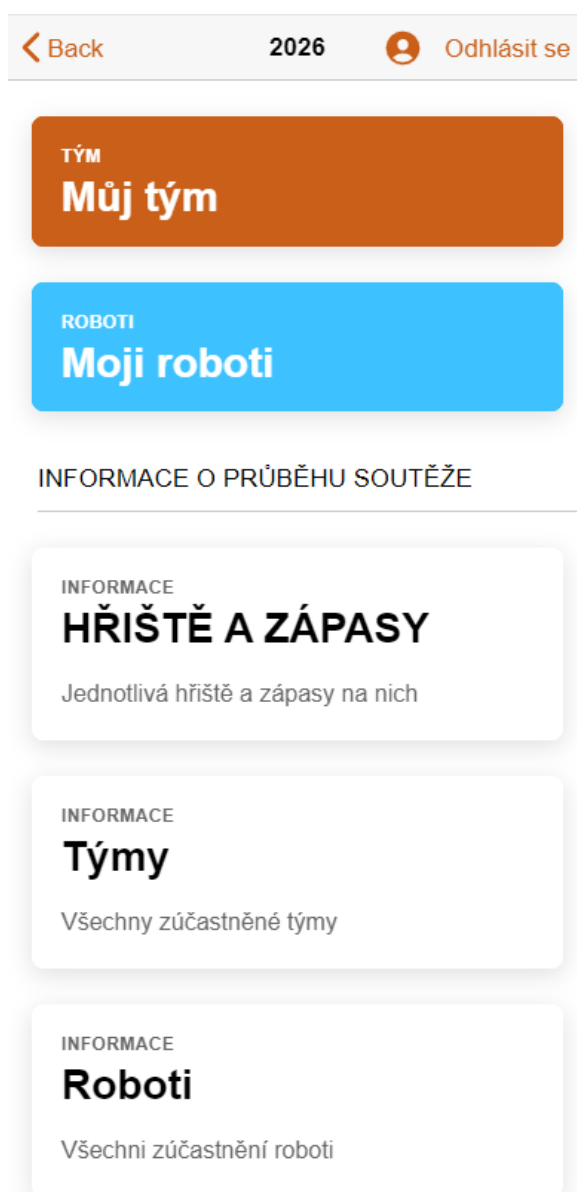 Back 2026 Odhlásit se
TÝM
Můj tým
ROBOTI
Moji roboti
INFORMACE O PRŮBĚHU SOUTĚŽE
INFORMACE
HŘIŠTĚ A ZÁPASY
Jednotlivá hřiště a zápasy na nich
INFORMACE
Týmy
Všechny zúčastněné týmy
INFORMACE
Roboti
Všichni zúčastnění roboti